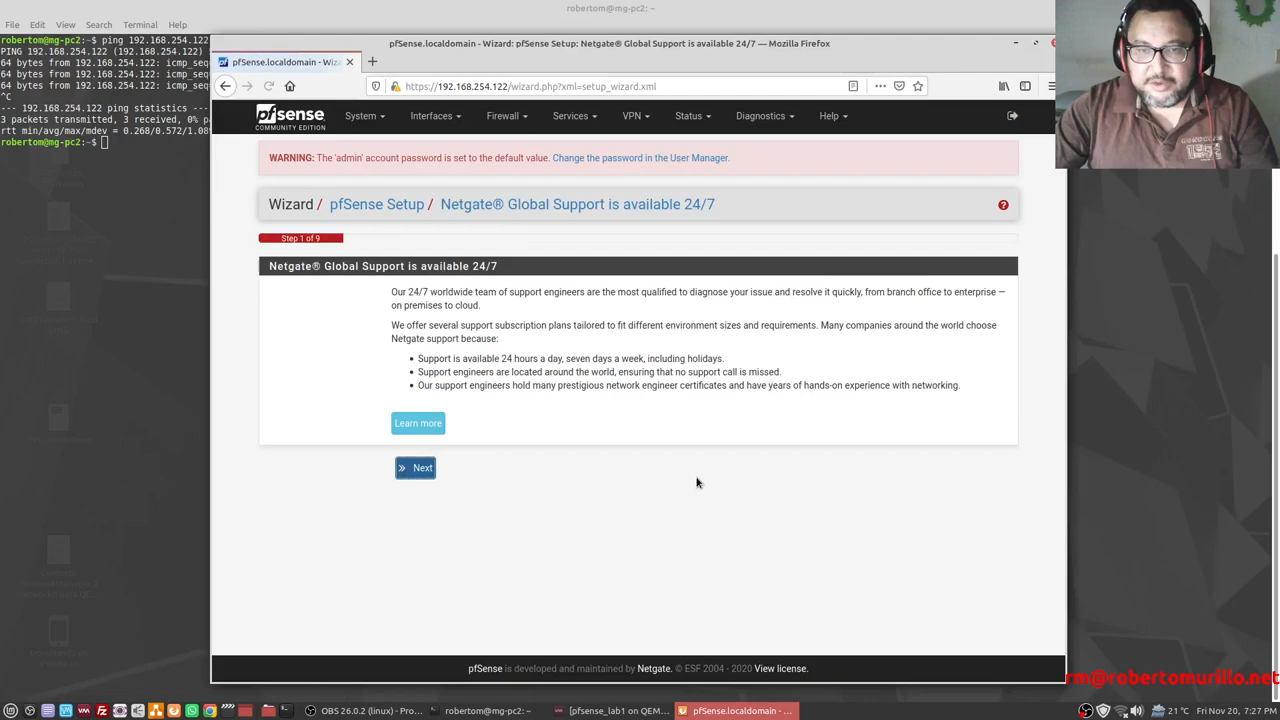 robertom@mg-pc2: ~
File Edit View Search Terminal Help
robertom@mg-pc2:~$ ping 192.168.254.122
PING 192.168.254.122 (192.168.254.122)
64 bytes from 192.168.254.122: icmp_seq
64 bytes from 192.168.254.122: icmp_seq
64 bytes from 192.168.254.122: icmp_seq
^C
--- 192.168.254.122 ping statistics ---
3 packets transmitted, 3 received, 0% p
rtt min/avg/max/mdev = 0.268/0.572/1.08
robertom@mg-pc2:~$
pfSense.localdomain - Wizard: pfSense Setup: Netgate® Global Support is available 24/7 — Mozilla Firefox
pfSense.localdomain - Wiza
https://192.168.254.122/wizard.php?xml=setup_wizard.xml
pfsense COMMUNITY EDITION
System Interfaces Firewall Services VPN Status Diagnostics Help
WARNING: The 'admin' account password is set to the default value. Change the password in the User Manager.
Wizard / pfSense Setup / Netgate® Global Support is available 24/7
Step 1 of 9
Netgate® Global Support is available 24/7
Our 24/7 worldwide team of support engineers are the most qualified to diagnose your issue and resolve it quickly, from branch office to enterprise —
on premises to cloud.
We offer several support subscription plans tailored to fit different environment sizes and requirements. Many companies around the world choose
Netgate support because:
• Support is available 24 hours a day, seven days a week, including holidays.
• Support engineers are located around the world, ensuring that no support call is missed.
• Our support engineers hold many prestigious network engineer certificates and have years of hands-on experience with networking.
Learn more
Next
pfSense is developed and maintained by Netgate. © ESF 2004 - 2020 View license.
rm@robertomurillo.net
OBS 26.0.2 (linux) - Pro... robertom@mg-pc2: ~ [pfsense_lab1 on QEM... pfSense.localdomain - ... 21 °C Fri Nov 20, 7:27 PM